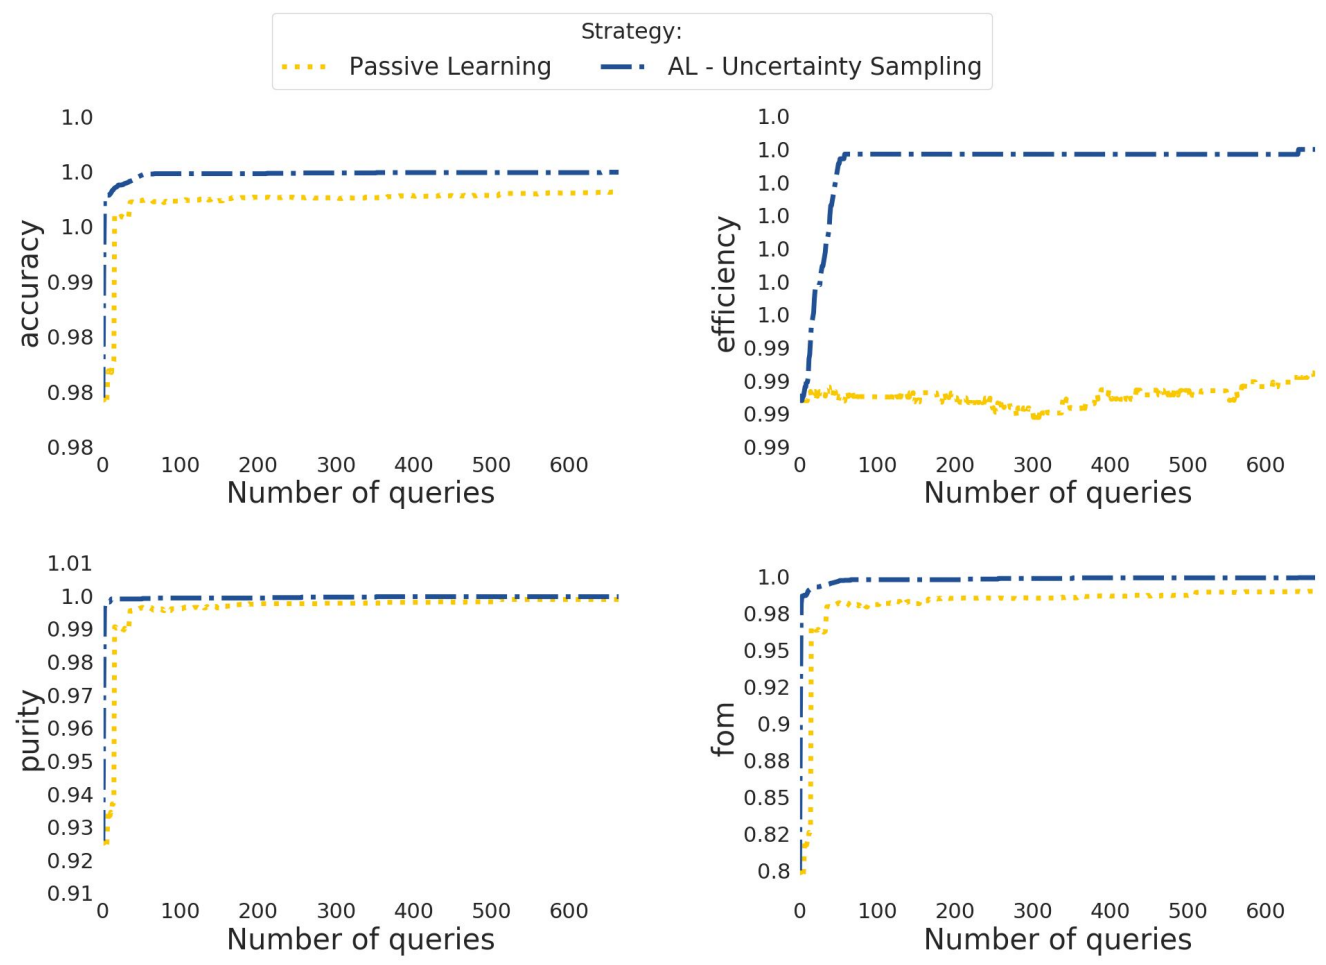 Strategy:
Passive Learning
AL - Uncertainty Sampling
1.0
1.0
1.0
0.99
0.98
0.98
0.98
accuracy
0 100 200 300 400 500 600
Number of queries
1.0
1.0
1.0
1.0
1.0
1.0
1.0
0.99
0.99
0.99
0.99
efficiency
0 100 200 300 400 500 600
Number of queries
1.01
1.0
0.99
0.98
0.97
0.96
0.95
0.94
0.93
0.92
0.91
purity
0 100 200 300 400 500 600
Number of queries
1.0
0.98
0.95
0.92
0.9
0.88
0.85
0.82
0.8
fom
0 100 200 300 400 500 600
Number of queries